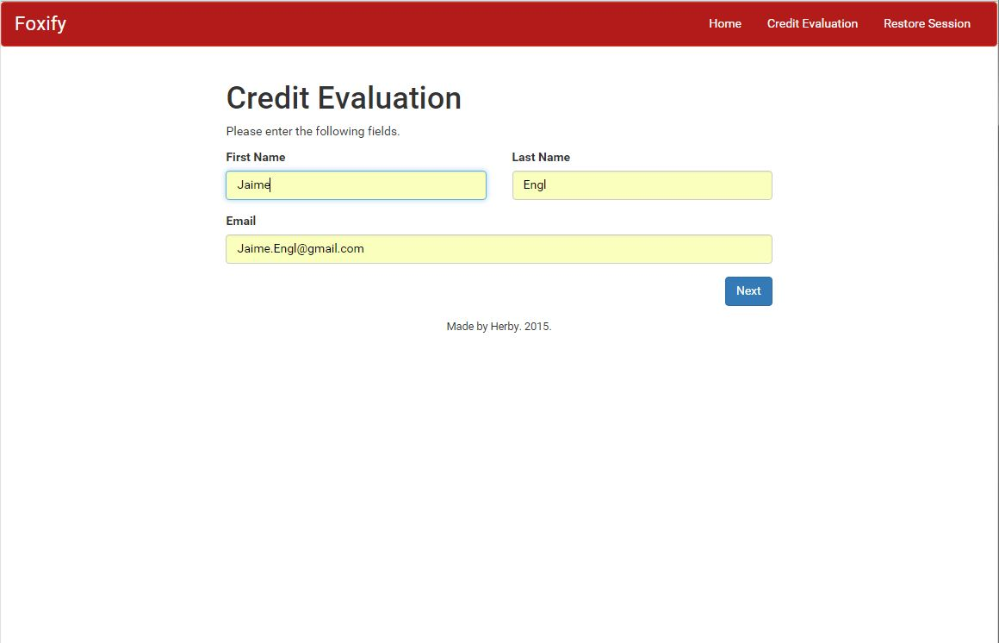 Foxify
Home Credit Evaluation Restore Session
Credit Evaluation
Please enter the following fields.
First Name Last Name
Jaime Engl
Email
Jaime.Engl@gmail.com
Next
Made by Herby. 2015.